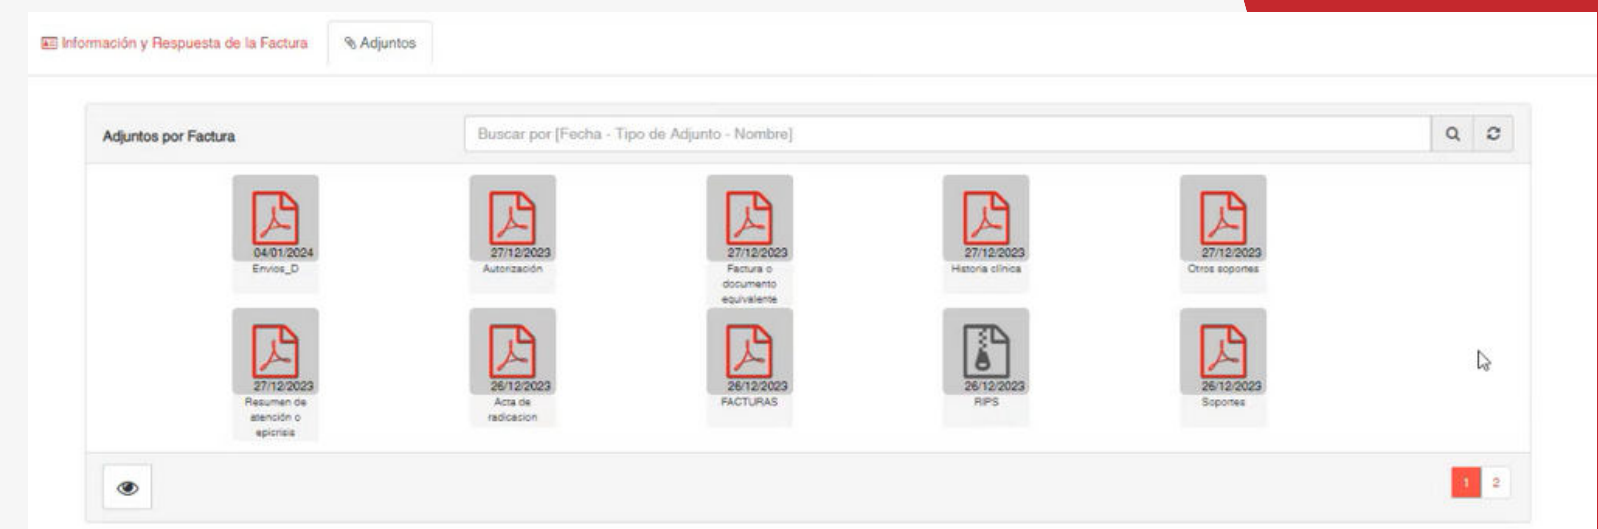 Información y Respuesta de la Factura
Adjuntos
Adjuntos por Factura
Buscar por [Fecha - Tipo de Adjunto - Nombre]
04/01/2024
Envios_D
27/12/2023
Autorización
27/12/2023
Factura o
documento
equivalente
27/12/2023
Historia clínica
27/12/2023
Otros soportes
27/12/2023
Resumen de
atención o
epicrisis
26/12/2023
Acta de
radicacion
26/12/2023
FACTURAS
26/12/2023
RIPS
26/12/2023
Soportes
1
2